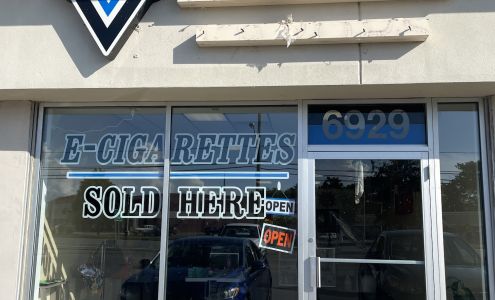 6929
E-CIGARETTES
SOLD HERE
OPEN
OPEN